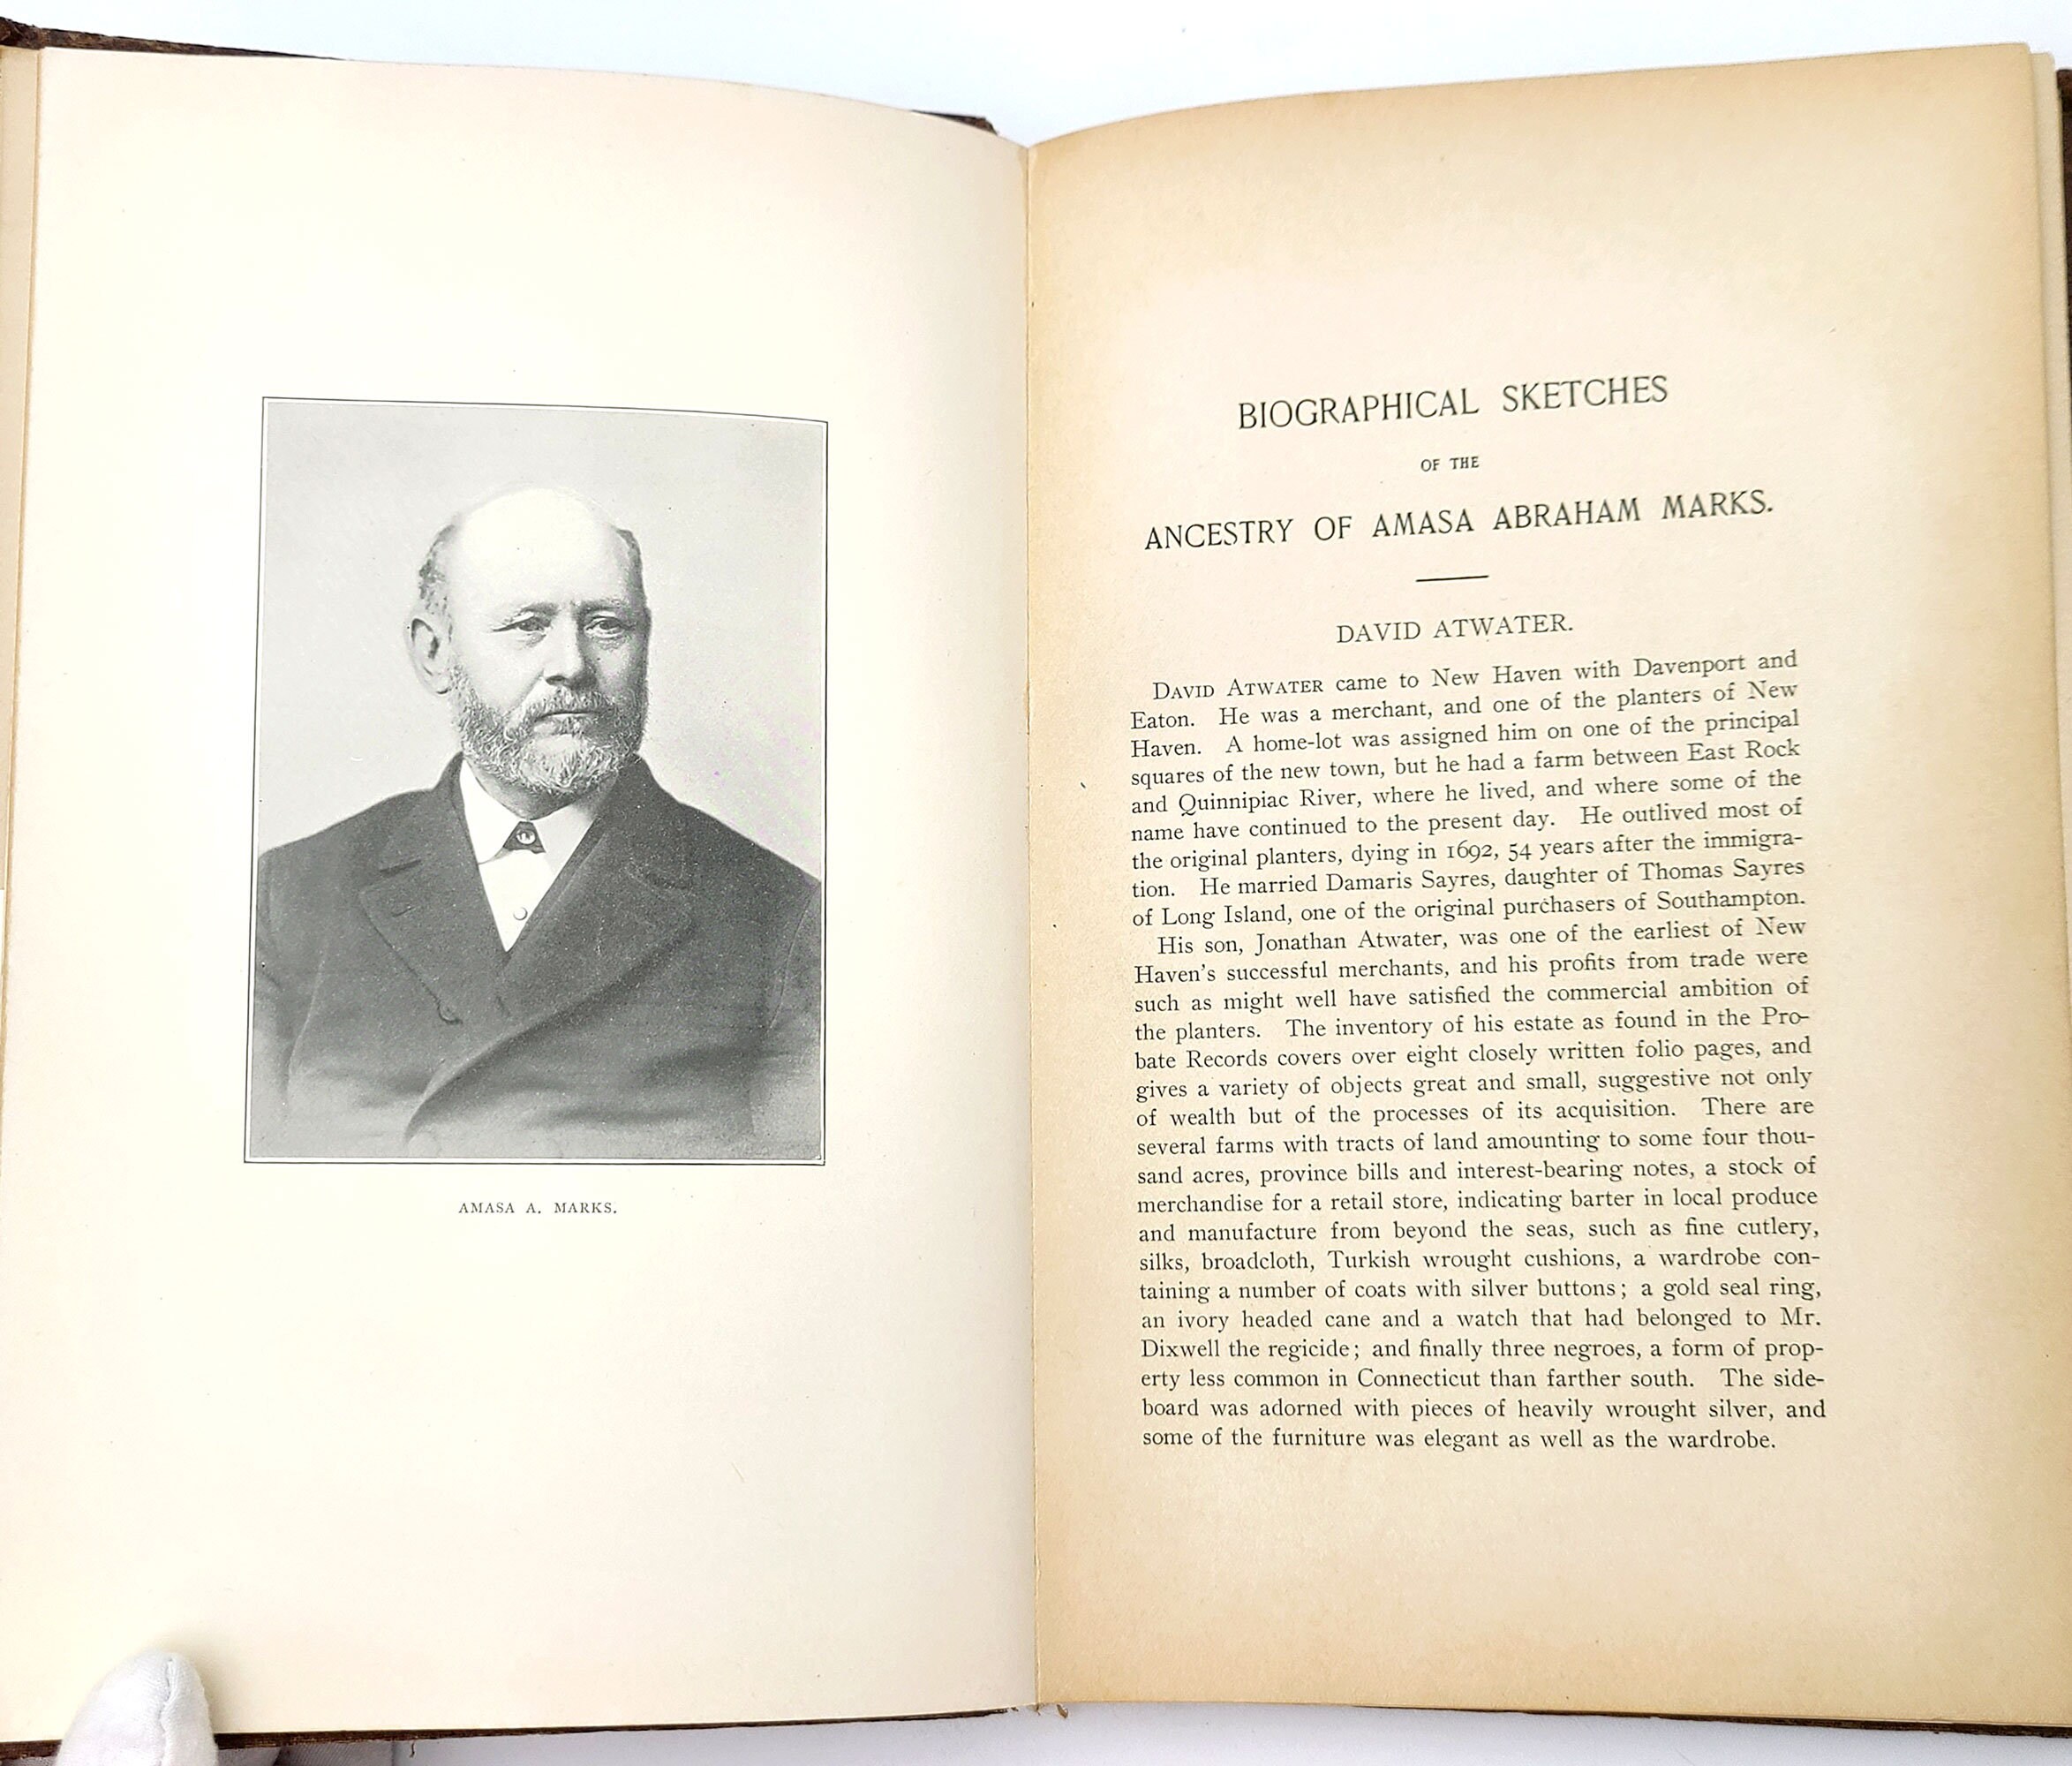 AMASA A. MARKS.
BIOGRAPHICAL SKETCHES
OF THE
ANCESTRY OF AMASA ABRAHAM MARKS.
DAVID ATWATER.
DAVID ATWATER came to New Haven with Davenport and
Eaton. He was a merchant, and one of the planters of New
Haven. A home-lot was assigned him on one of the principal
squares of the new town, but he had a farm between East Rock
and Quinnipiac River, where he lived, and where some of the
name have continued to the present day. He outlived most of
the original planters, dying in 1692, 54 years after the immigra-
tion. He married Damaris Sayres, daughter of Thomas Sayres
of Long Island, one of the original purchasers of Southampton.
His son, Jonathan Atwater, was one of the earliest of New
Haven's successful merchants, and his profits from trade were
such as might well have satisfied the commercial ambition of
the planters. The inventory of his estate as found in the Pro-
bate Records covers over eight closely written folio pages, and
gives a variety of objects great and small, suggestive not only
of wealth but of the processes of its acquisition. There are
several farms with tracts of land amounting to some four thou-
sand acres, province bills and interest-bearing notes, a stock of
merchandise for a retail store, indicating barter in local produce
and manufacture from beyond the seas, such as fine cutlery,
silks, broadcloth, Turkish wrought cushions, a wardrobe con-
taining a number of coats with silver buttons; a gold seal ring,
an ivory headed cane and a watch that had belonged to Mr.
Dixwell the regicide; and finally three negroes, a form of prop-
erty less common in Connecticut than farther south. The side-
board was adorned with pieces of heavily wrought silver, and
some of the furniture was elegant as well as the wardrobe.